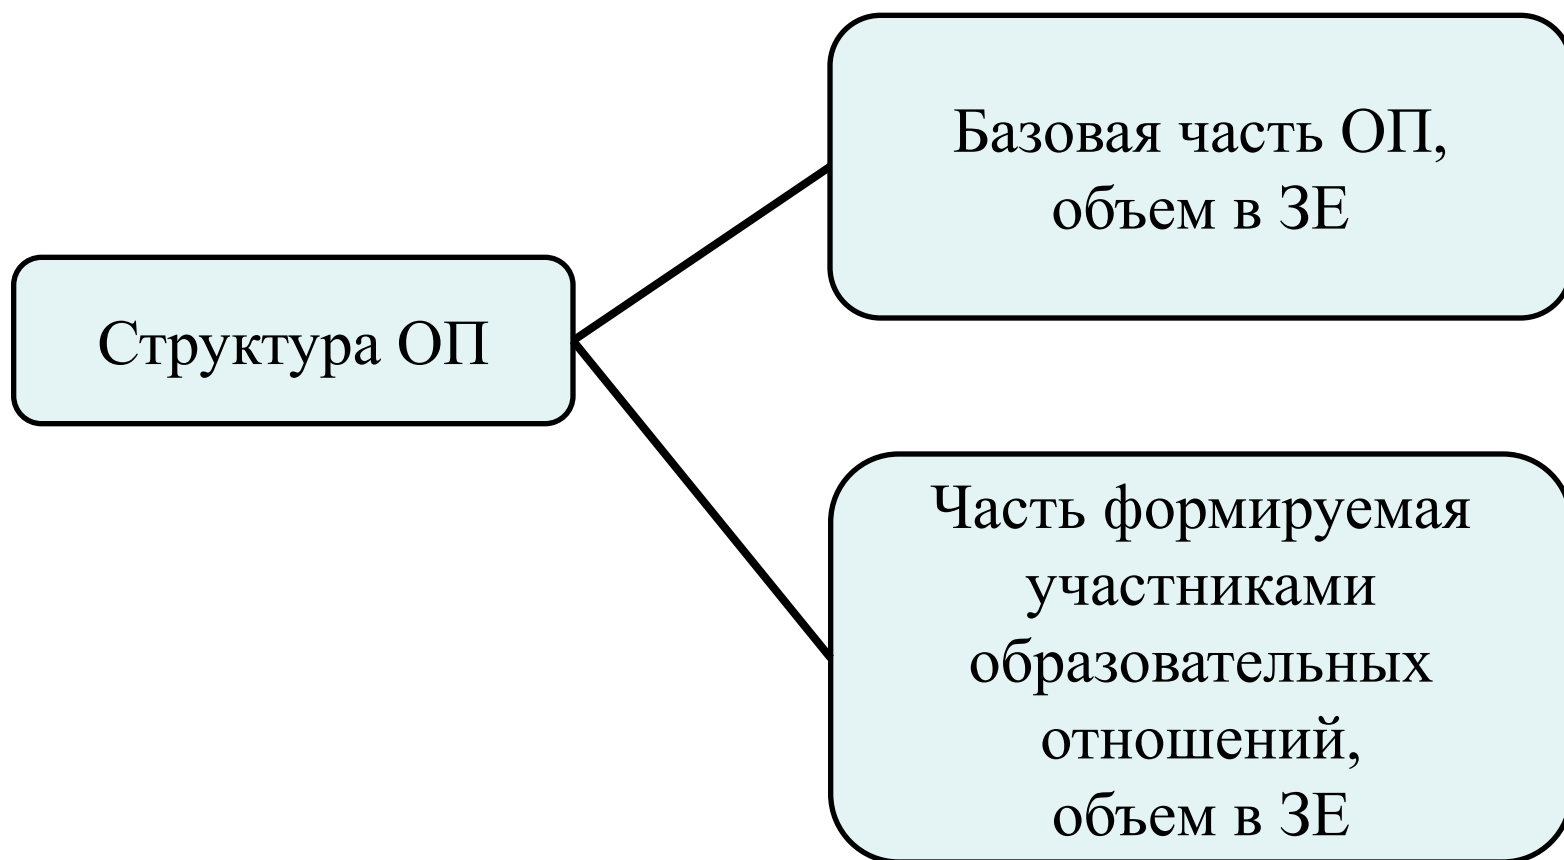 Базовая часть ОП,
объем в ЗЕ
Структура ОП
Часть формируемая
участниками
образовательных
отношений,
объем в ЗЕ